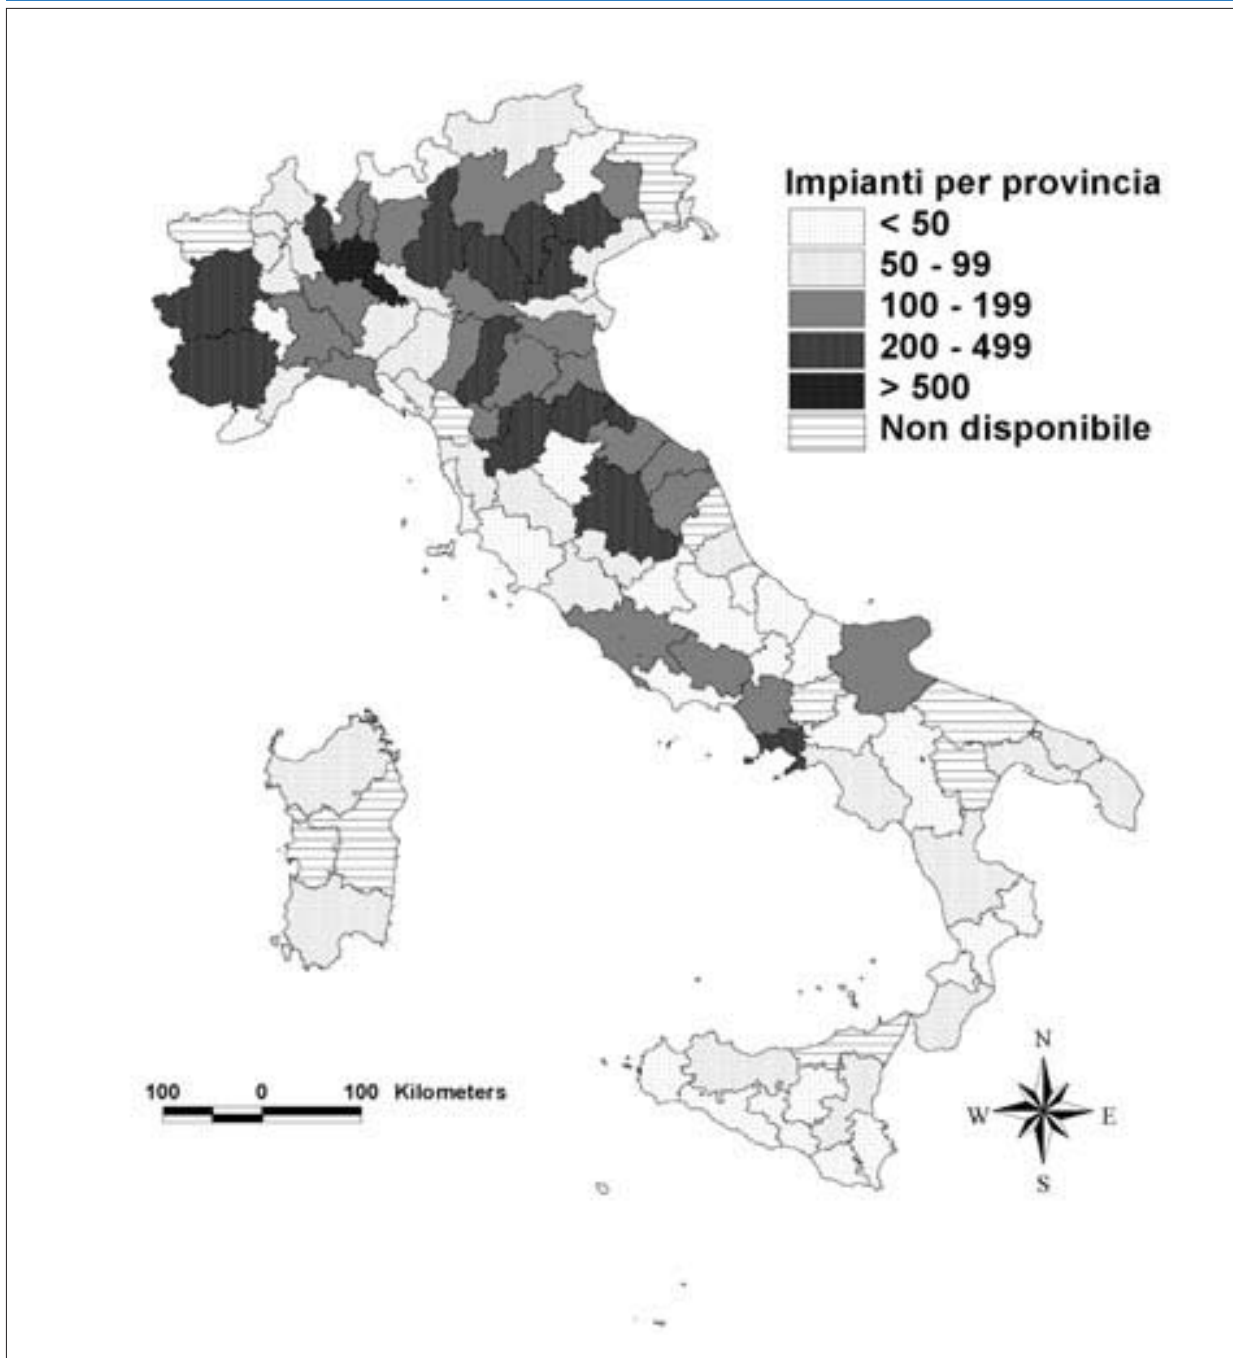 Impianti per provincia
< 50
50 - 99
100 - 199
200 - 499
> 500
Non disponibile
100 0 100 Kilometers
N
W E
S